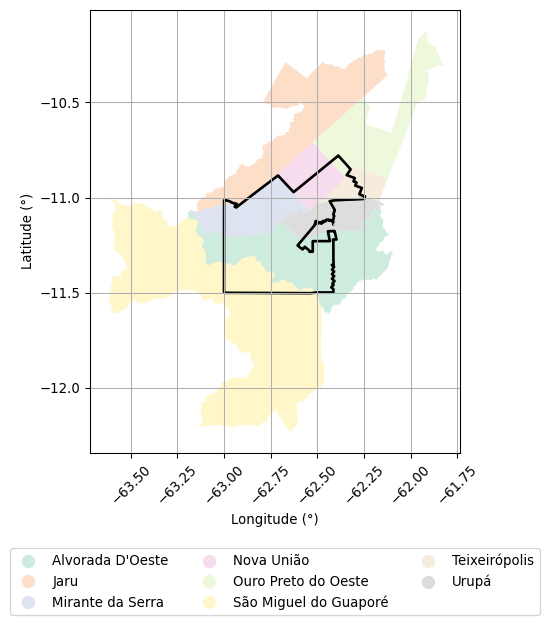 −10.5
−11.0
−11.5
−12.0
Latitude (°)
−63.50
−63.25
−63.00
−62.75
−62.50
−62.25
−62.00
−61.75
Longitude (°)
Alvorada D'Oeste
Jaru
Mirante da Serra
Nova União
Ouro Preto do Oeste
São Miguel do Guaporé
Teixeirópolis
Urupá